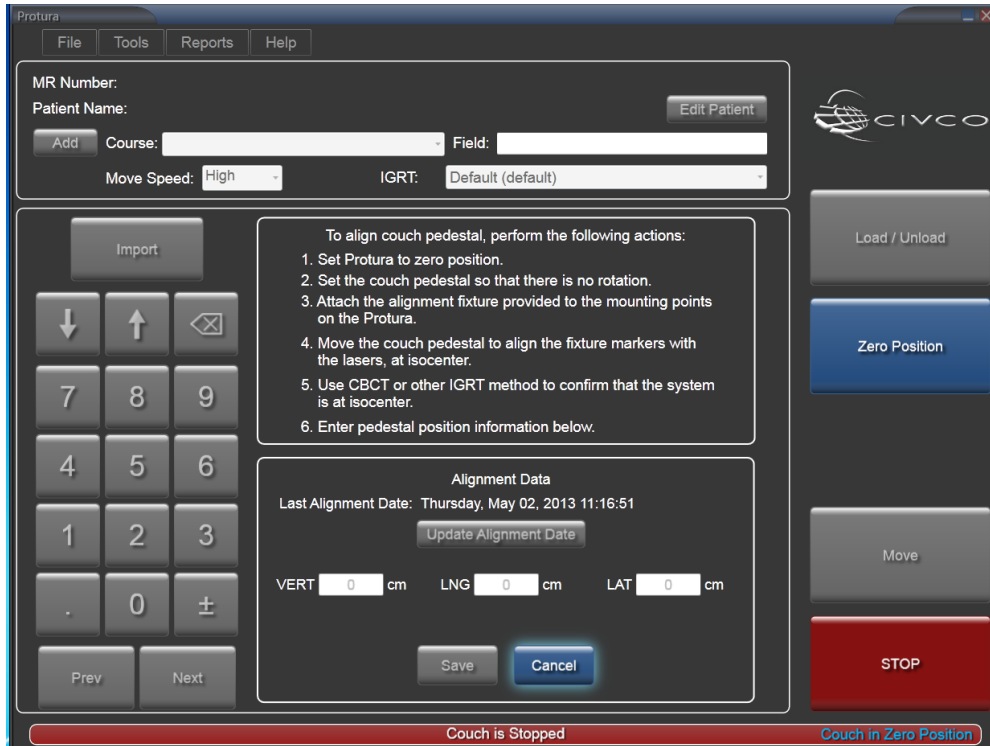 Protura
File Tools Reports Help
MR Number:
Patient Name:
Edit Patient
Add Course: Field:
Move Speed: High IGRT: Default (default)
CIVCO
Import
Load / Unload
Zero Position
Move
STOP
7 8 9
4 5 6
1 2 3
. 0 ±
Prev Next
To align couch pedestal, perform the following actions:
1. Set Protura to zero position.
2. Set the couch pedestal so that there is no rotation.
3. Attach the alignment fixture provided to the mounting points
on the Protura.
4. Move the couch pedestal to align the fixture markers with
the lasers, at isocenter.
5. Use CBCT or other IGRT method to confirm that the system
is at isocenter.
6. Enter pedestal position information below.
Alignment Data
Last Alignment Date: Thursday, May 02, 2013 11:16:51
Update Alignment Date
VERT 0 cm LNG 0 cm LAT 0 cm
Save Cancel
Couch is Stopped
Couch in Zero Position